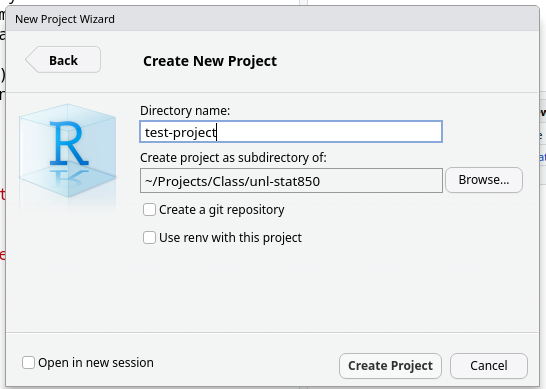 New Project Wizard
Back
Create New Project
R
Directory name:
test-project
Create project as subdirectory of:
~/Projects/Class/unl-stat850
Browse...
Create a git repository
Use renv with this project
Open in new session
Create Project
Cancel